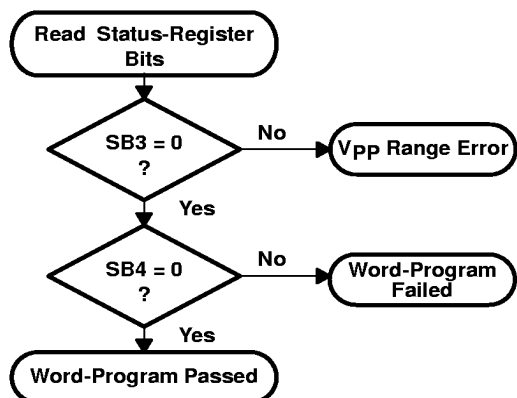 Read Status-Register
Bits
SB3 = 0
?
No
VPP Range Error
Yes
SB4 = 0
?
No
Word-Program
Failed
Yes
Word-Program Passed